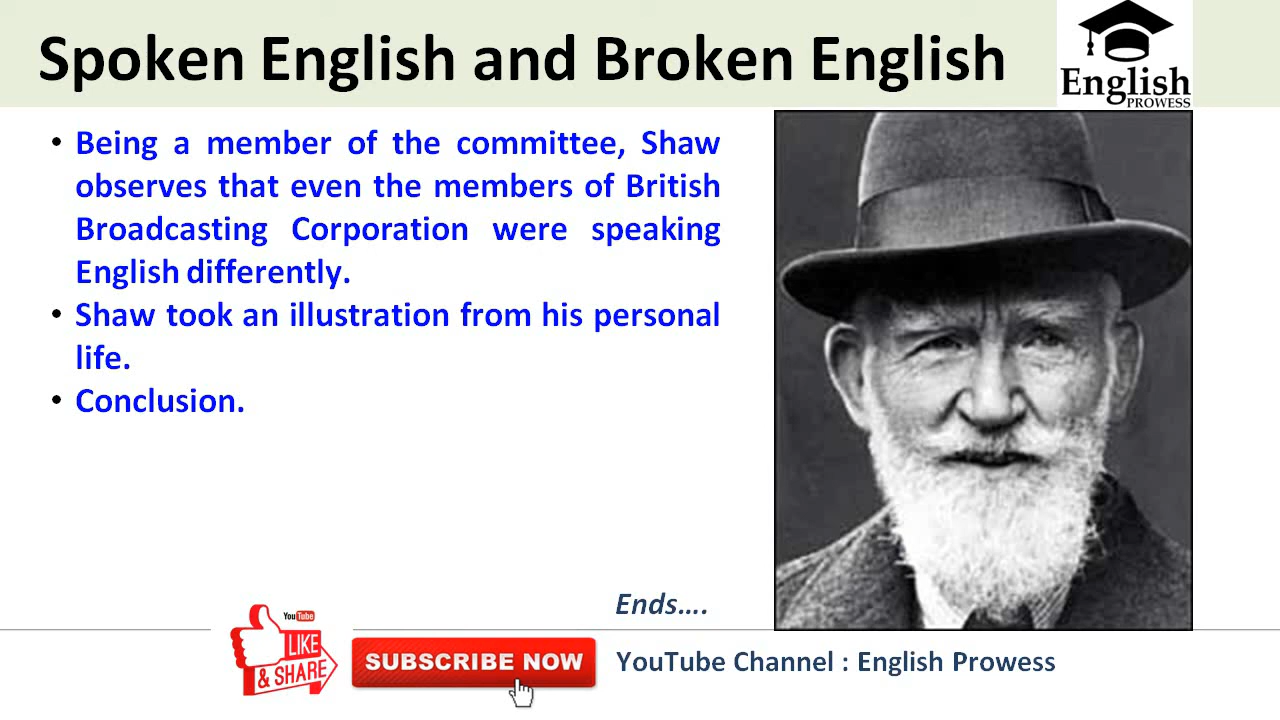 Spoken English and Broken English
English
PROWESS
• Being a member of the committee, Shaw
observes that even the members of British
Broadcasting Corporation were speaking
English differently.
• Shaw took an illustration from his personal
life.
• Conclusion.
Ends....
YouTube
LIKE
& SHARE
SUBSCRIBE NOW
YouTube Channel : English Prowess